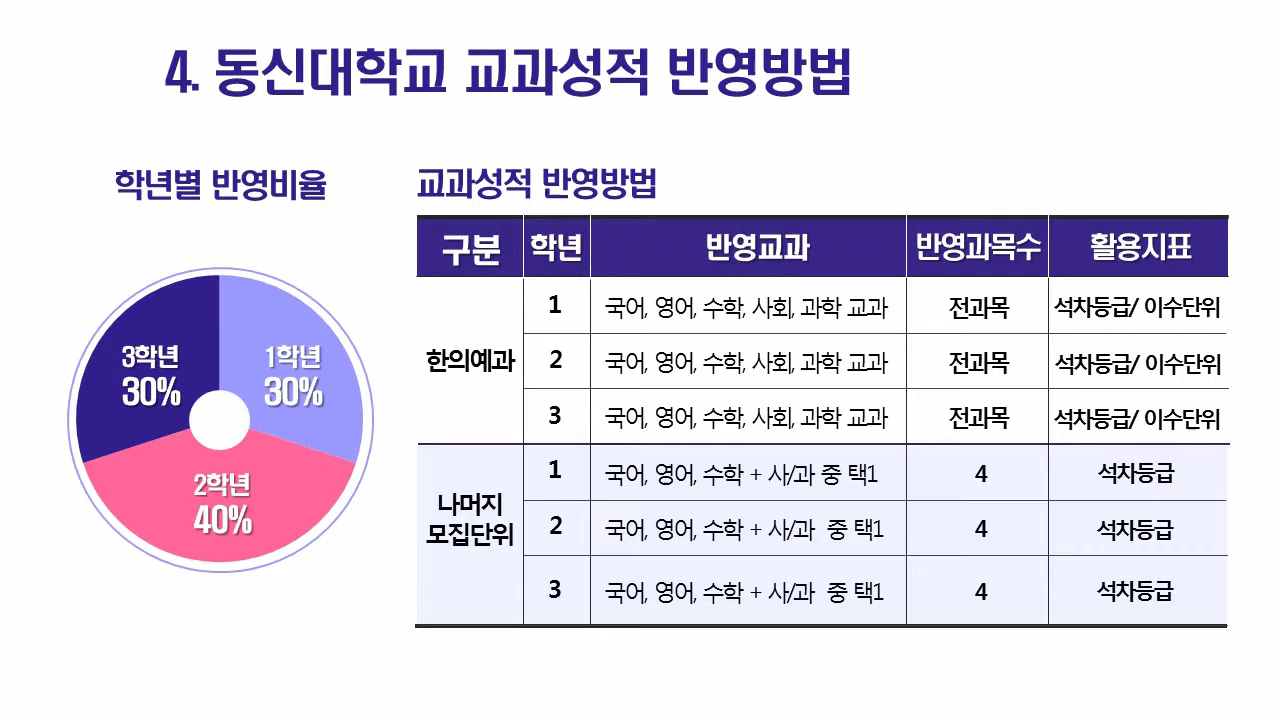 4. 동신대학교 교과성적 반영방법
학년별 반영비율
3학년
30%
1학년
30%
2학년
40%
교과성적 반영방법
구분 학년 반영교과 반영과목수 활용지표
한의예과
1 국어, 영어, 수학, 사회, 과학 교과 전과목 석차등급/ 이수단위
2 국어, 영어, 수학, 사회, 과학 교과 전과목 석차등급/ 이수단위
3 국어, 영어, 수학, 사회, 과학 교과 전과목 석차등급/ 이수단위
나머지
모집단위
1 국어, 영어, 수학 + 사/과 중 택1 4 석차등급
2 국어, 영어, 수학 + 사/과 중 택1 4 석차등급
3 국어, 영어, 수학 + 사/과 중 택1 4 석차등급